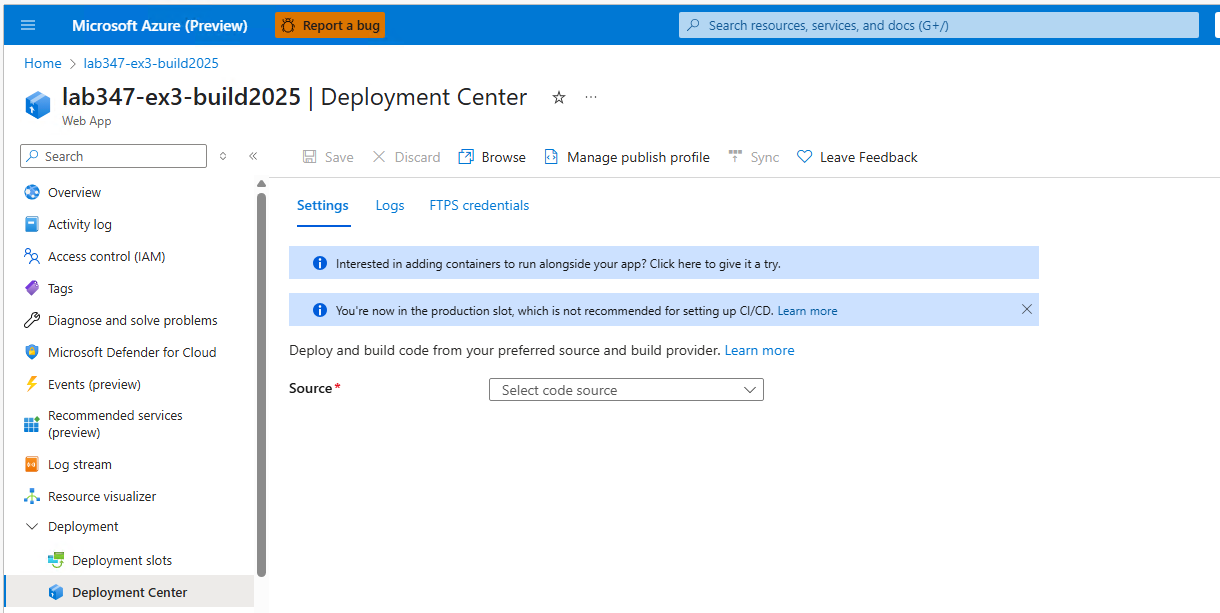 Microsoft Azure (Preview)
Report a bug
Search resources, services, and docs (G+/)
Home > lab347-ex3-build2025
lab347-ex3-build2025 | Deployment Center
Web App
Search
Save
Discard
Browse
Manage publish profile
Sync
Leave Feedback
Overview
Activity log
Access control (IAM)
Tags
Diagnose and solve problems
Microsoft Defender for Cloud
Events (preview)
Recommended services
(preview)
Log stream
Resource visualizer
Deployment
Deployment slots
Deployment Center
Settings
Logs
FTPS credentials
Interested in adding containers to run alongside your app? Click here to give it a try.
You're now in the production slot, which is not recommended for setting up CI/CD. Learn more
Deploy and build code from your preferred source and build provider. Learn more
Source*
Select code source